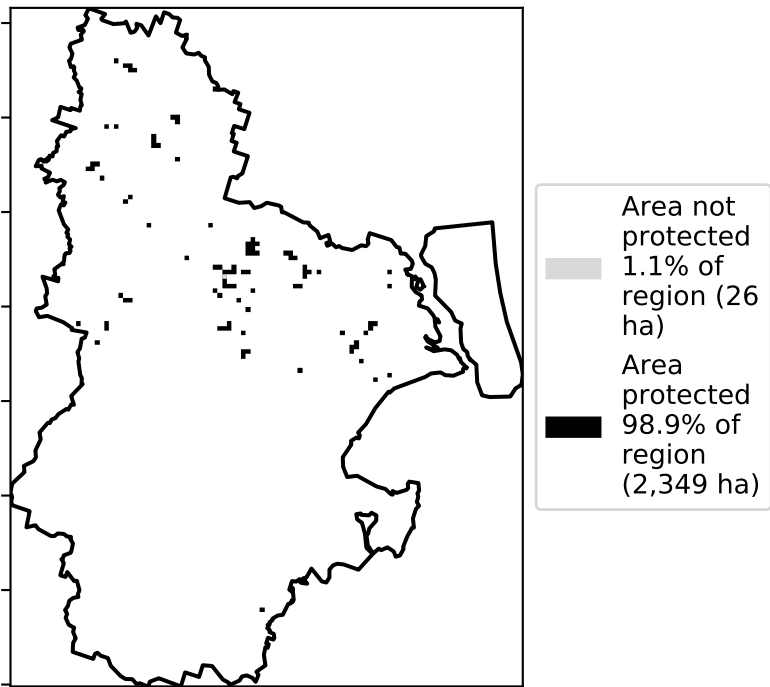 Area not
protected
1.1% of
region (26
ha)
Area
protected
98.9% of
region
(2,349 ha)